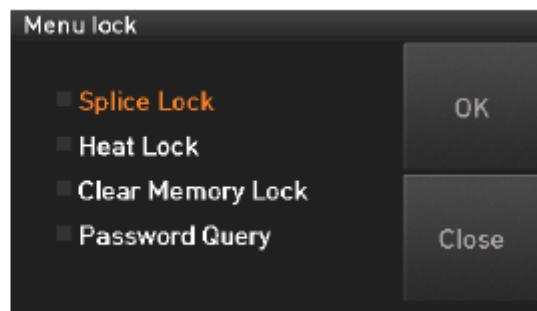 Menu lock
Splice Lock
Heat Lock
Clear Memory Lock
Password Query
OK
Close